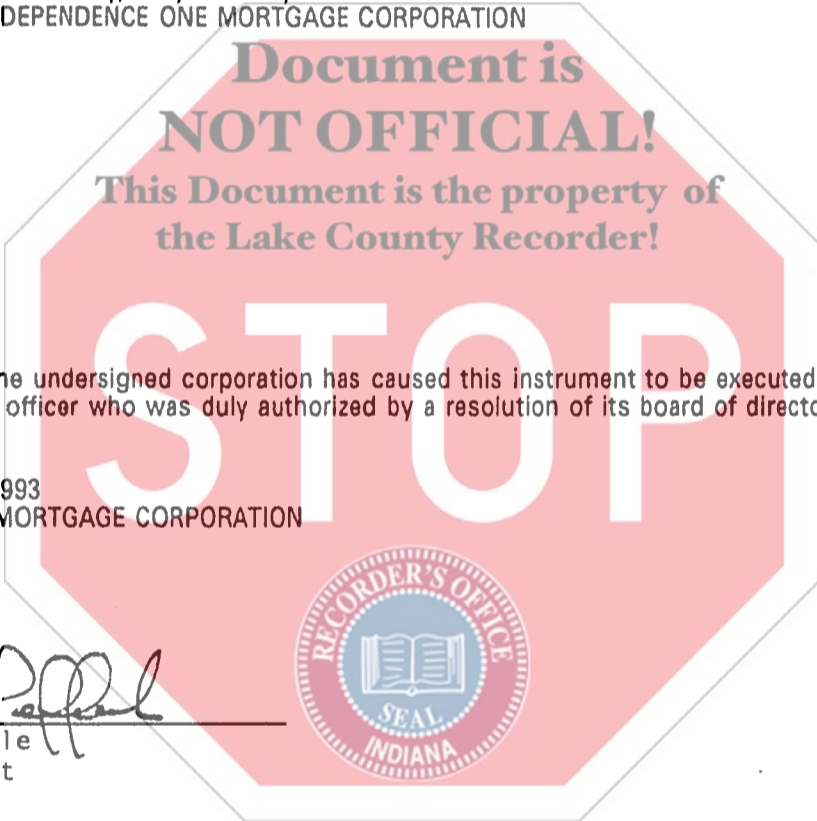 DEPENDENCE ONE MORTGAGE CORPORATION
Document is
NOT OFFICIAL!
This Document is the property of
the Lake County Recorder!
STOP
he undersigned corporation has caused this instrument to be executed
officer who was duly authorized by a resolution of its board of directo
993
MORTGAGE CORPORATION
RECORDER'S OFFICE
SEAL
INDIANA
le
t